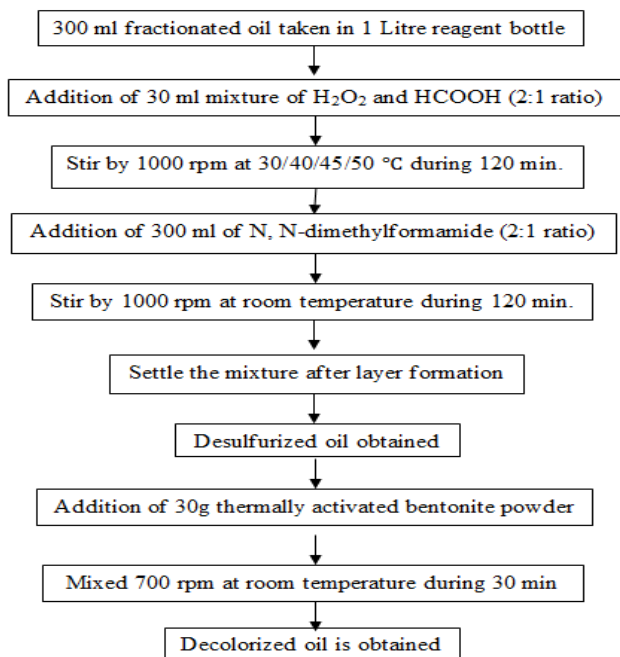 300 ml fractionated oil taken in 1 Litre reagent bottle
Addition of 30 ml mixture of H₂O₂ and HCOOH (2:1 ratio)
Stir by 1000 rpm at 30/40/45/50 °C during 120 min.
Addition of 300 ml of N, N-dimethylformamide (2:1 ratio)
Stir by 1000 rpm at room temperature during 120 min.
Settle the mixture after layer formation
Desulfurized oil obtained
Addition of 30g thermally activated bentonite powder
Mixed 700 rpm at room temperature during 30 min
Decolorized oil is obtained